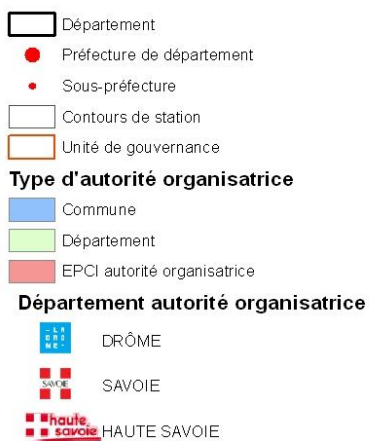 Département
Préfecture de département
Sous-préfecture
Contours de station
Unité de gouvernance
Type d'autorité organisatrice
Commune
Département
EPCI autorité organisatrice
Département autorité organisatrice
DRÔME
SAVOIE SAVOIE
haute
savoie HAUTE SAVOIE